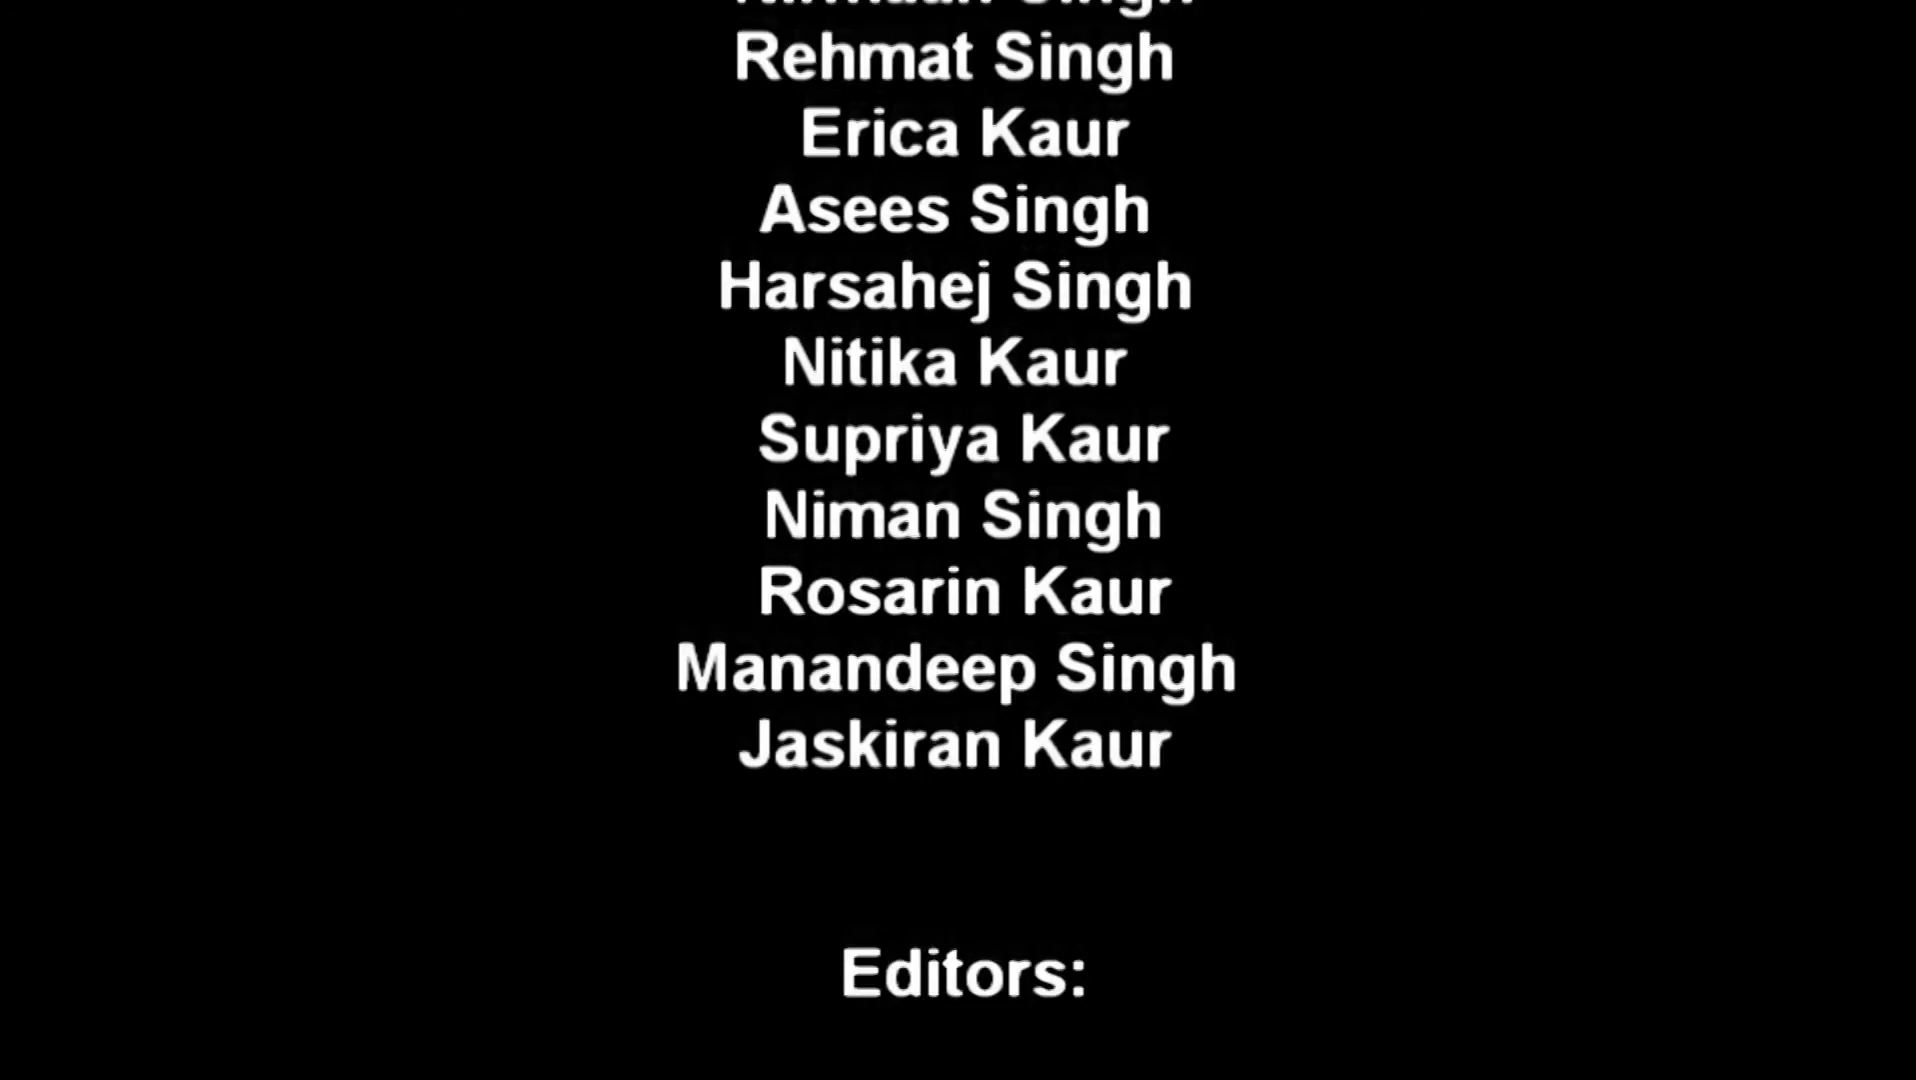 Singh
Rehmat Singh
Erica Kaur
Asees Singh
Harsahej Singh
Nitika Kaur
Supriya Kaur
Niman Singh
Rosarin Kaur
Manandeep Singh
Jaskiran Kaur
Editors: